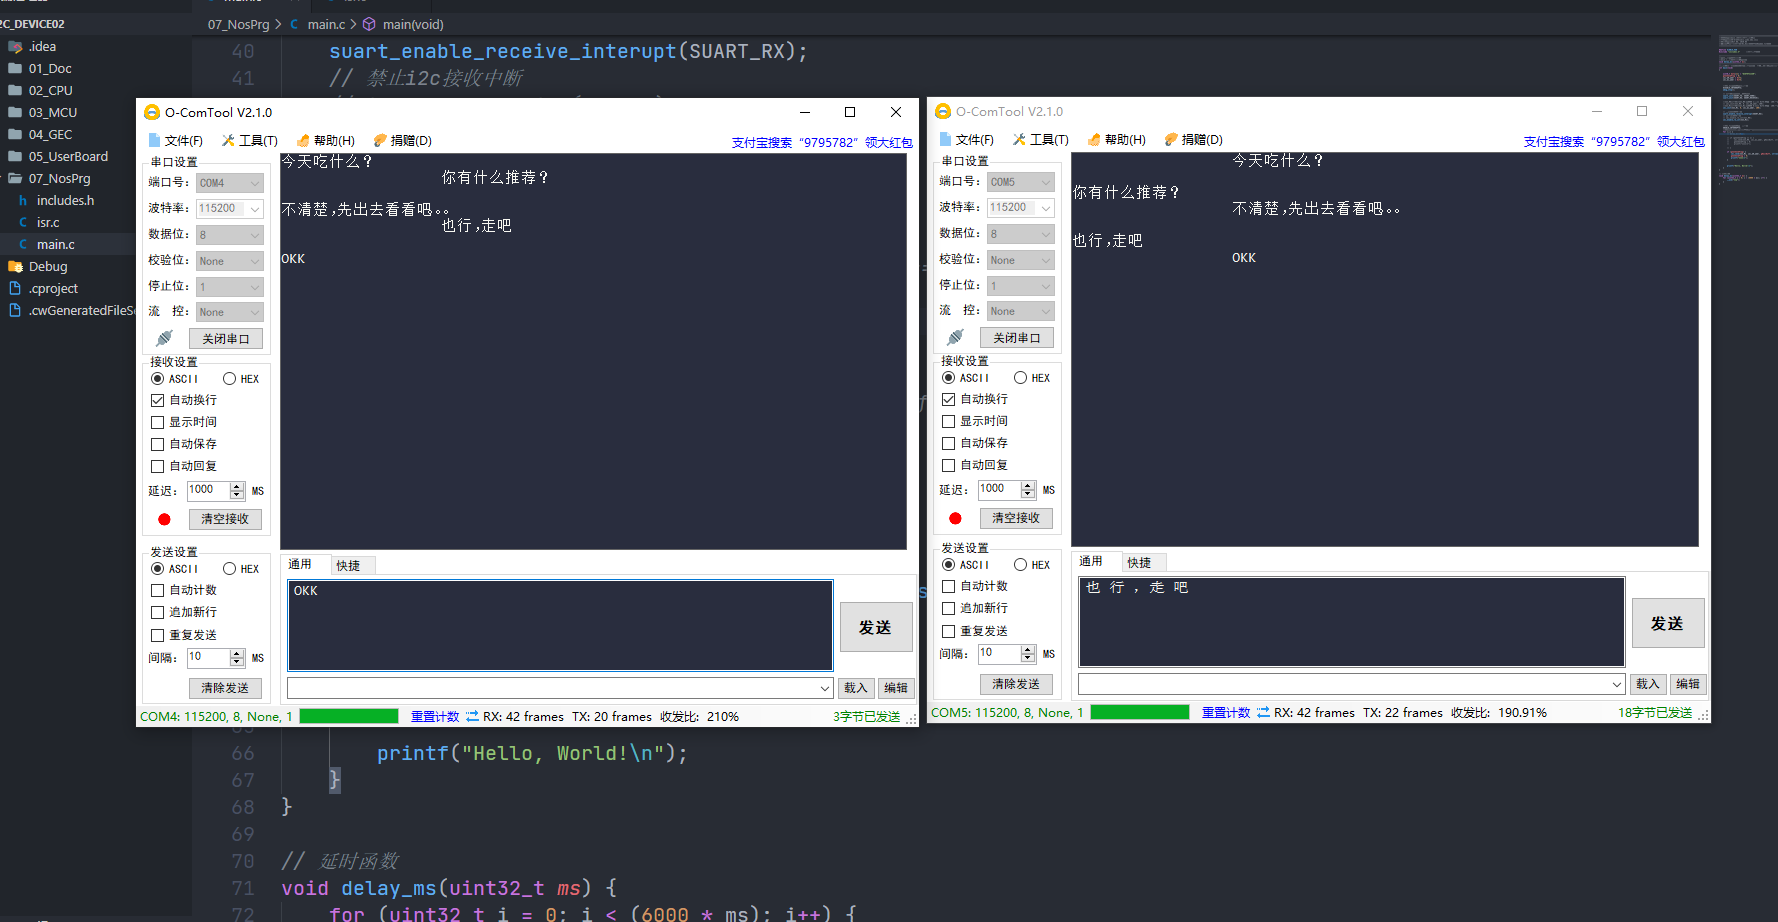 2C_DEVICE02
.idea
01_Doc
02_CPU
03_MCU
04_GEC
05_UserBoard
07_NosPrg
includes.h
isr.c
main.c
Debug
.cproject
.cwGeneratedFileSe
07_NosPrg > C main.c > main(void)
40 suart_enable_receive_interupt(SUART_RX);
41 // 禁止i2c接收中断
O-ComTool V2.1.0
文件(F) 工具(T) 帮助(H) 捐赠(D) 支付宝搜索 “9795782” 领大红包
串口设置
端口号: COM4
波特率: 115200
数据位: 8
校验位: None
停止位: 1
流 控: None
关闭串口
接收设置
ASCII HEX
自动换行
显示时间
自动保存
自动回复
延迟: 1000 MS
清空接收
发送设置
ASCII HEX
自动计数
追加新行
重复发送
间隔: 10 MS
清除发送
今天吃什么?
你有什么推荐?
不清楚,先出去看看吧。。
也行,走吧
OKK
通用 快捷
OKK
发送
载入 编辑
COM4: 115200, 8, None, 1 重置计数 RX: 42 frames TX: 20 frames 收发比: 210% 3字节已发送
O-ComTool V2.1.0
文件(F) 工具(T) 帮助(H) 捐赠(D) 支付宝搜索 “9795782” 领大红包
串口设置
端口号: COM5
波特率: 115200
数据位: 8
校验位: None
停止位: 1
流 控: None
关闭串口
接收设置
ASCII HEX
自动换行
显示时间
自动保存
自动回复
延迟: 1000 MS
清空接收
发送设置
ASCII HEX
自动计数
追加新行
重复发送
间隔: 10 MS
清除发送
今天吃什么?
你有什么推荐?
不清楚,先出去看看吧。。
也行,走吧
OKK
通用 快捷
也 行 , 走 吧
发送
载入 编辑
COM5: 115200, 8, None, 1 重置计数 RX: 42 frames TX: 22 frames 收发比: 190.91% 18字节已发送
66 printf("Hello, World!\n");
67 }
68 }
69
70 // 延时函数
71 void delay_ms(uint32_t ms) {
72 for (uint32_t i = 0; i < (6000 * ms); i++) {